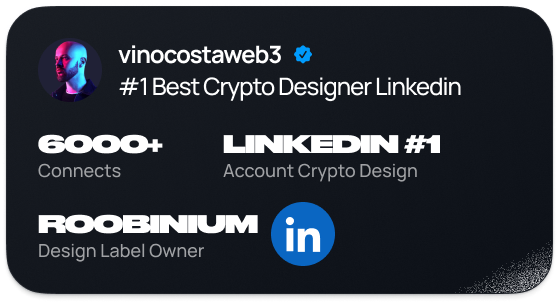 vinocostaweb3
#1 Best Crypto Designer Linkedin
6000+
Connects
LINKEDIN #1
Account Crypto Design
ROOBINIUM
Design Label Owner
in